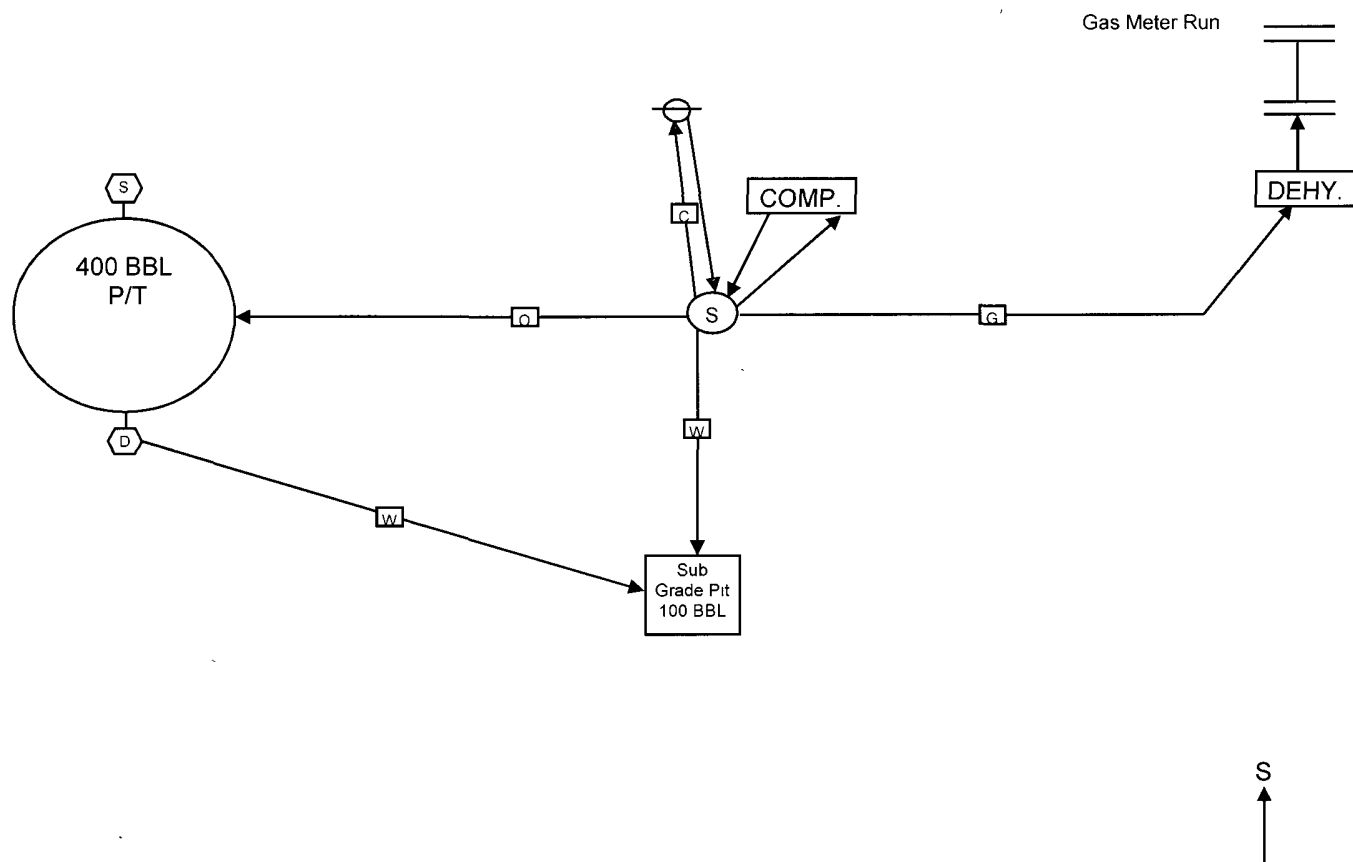 Gas Meter Run
S
C
COMP.
DEHY.
400 BBL
P/T
O
S
G
D
W
W
Sub
Grade Pit
100 BBL
S